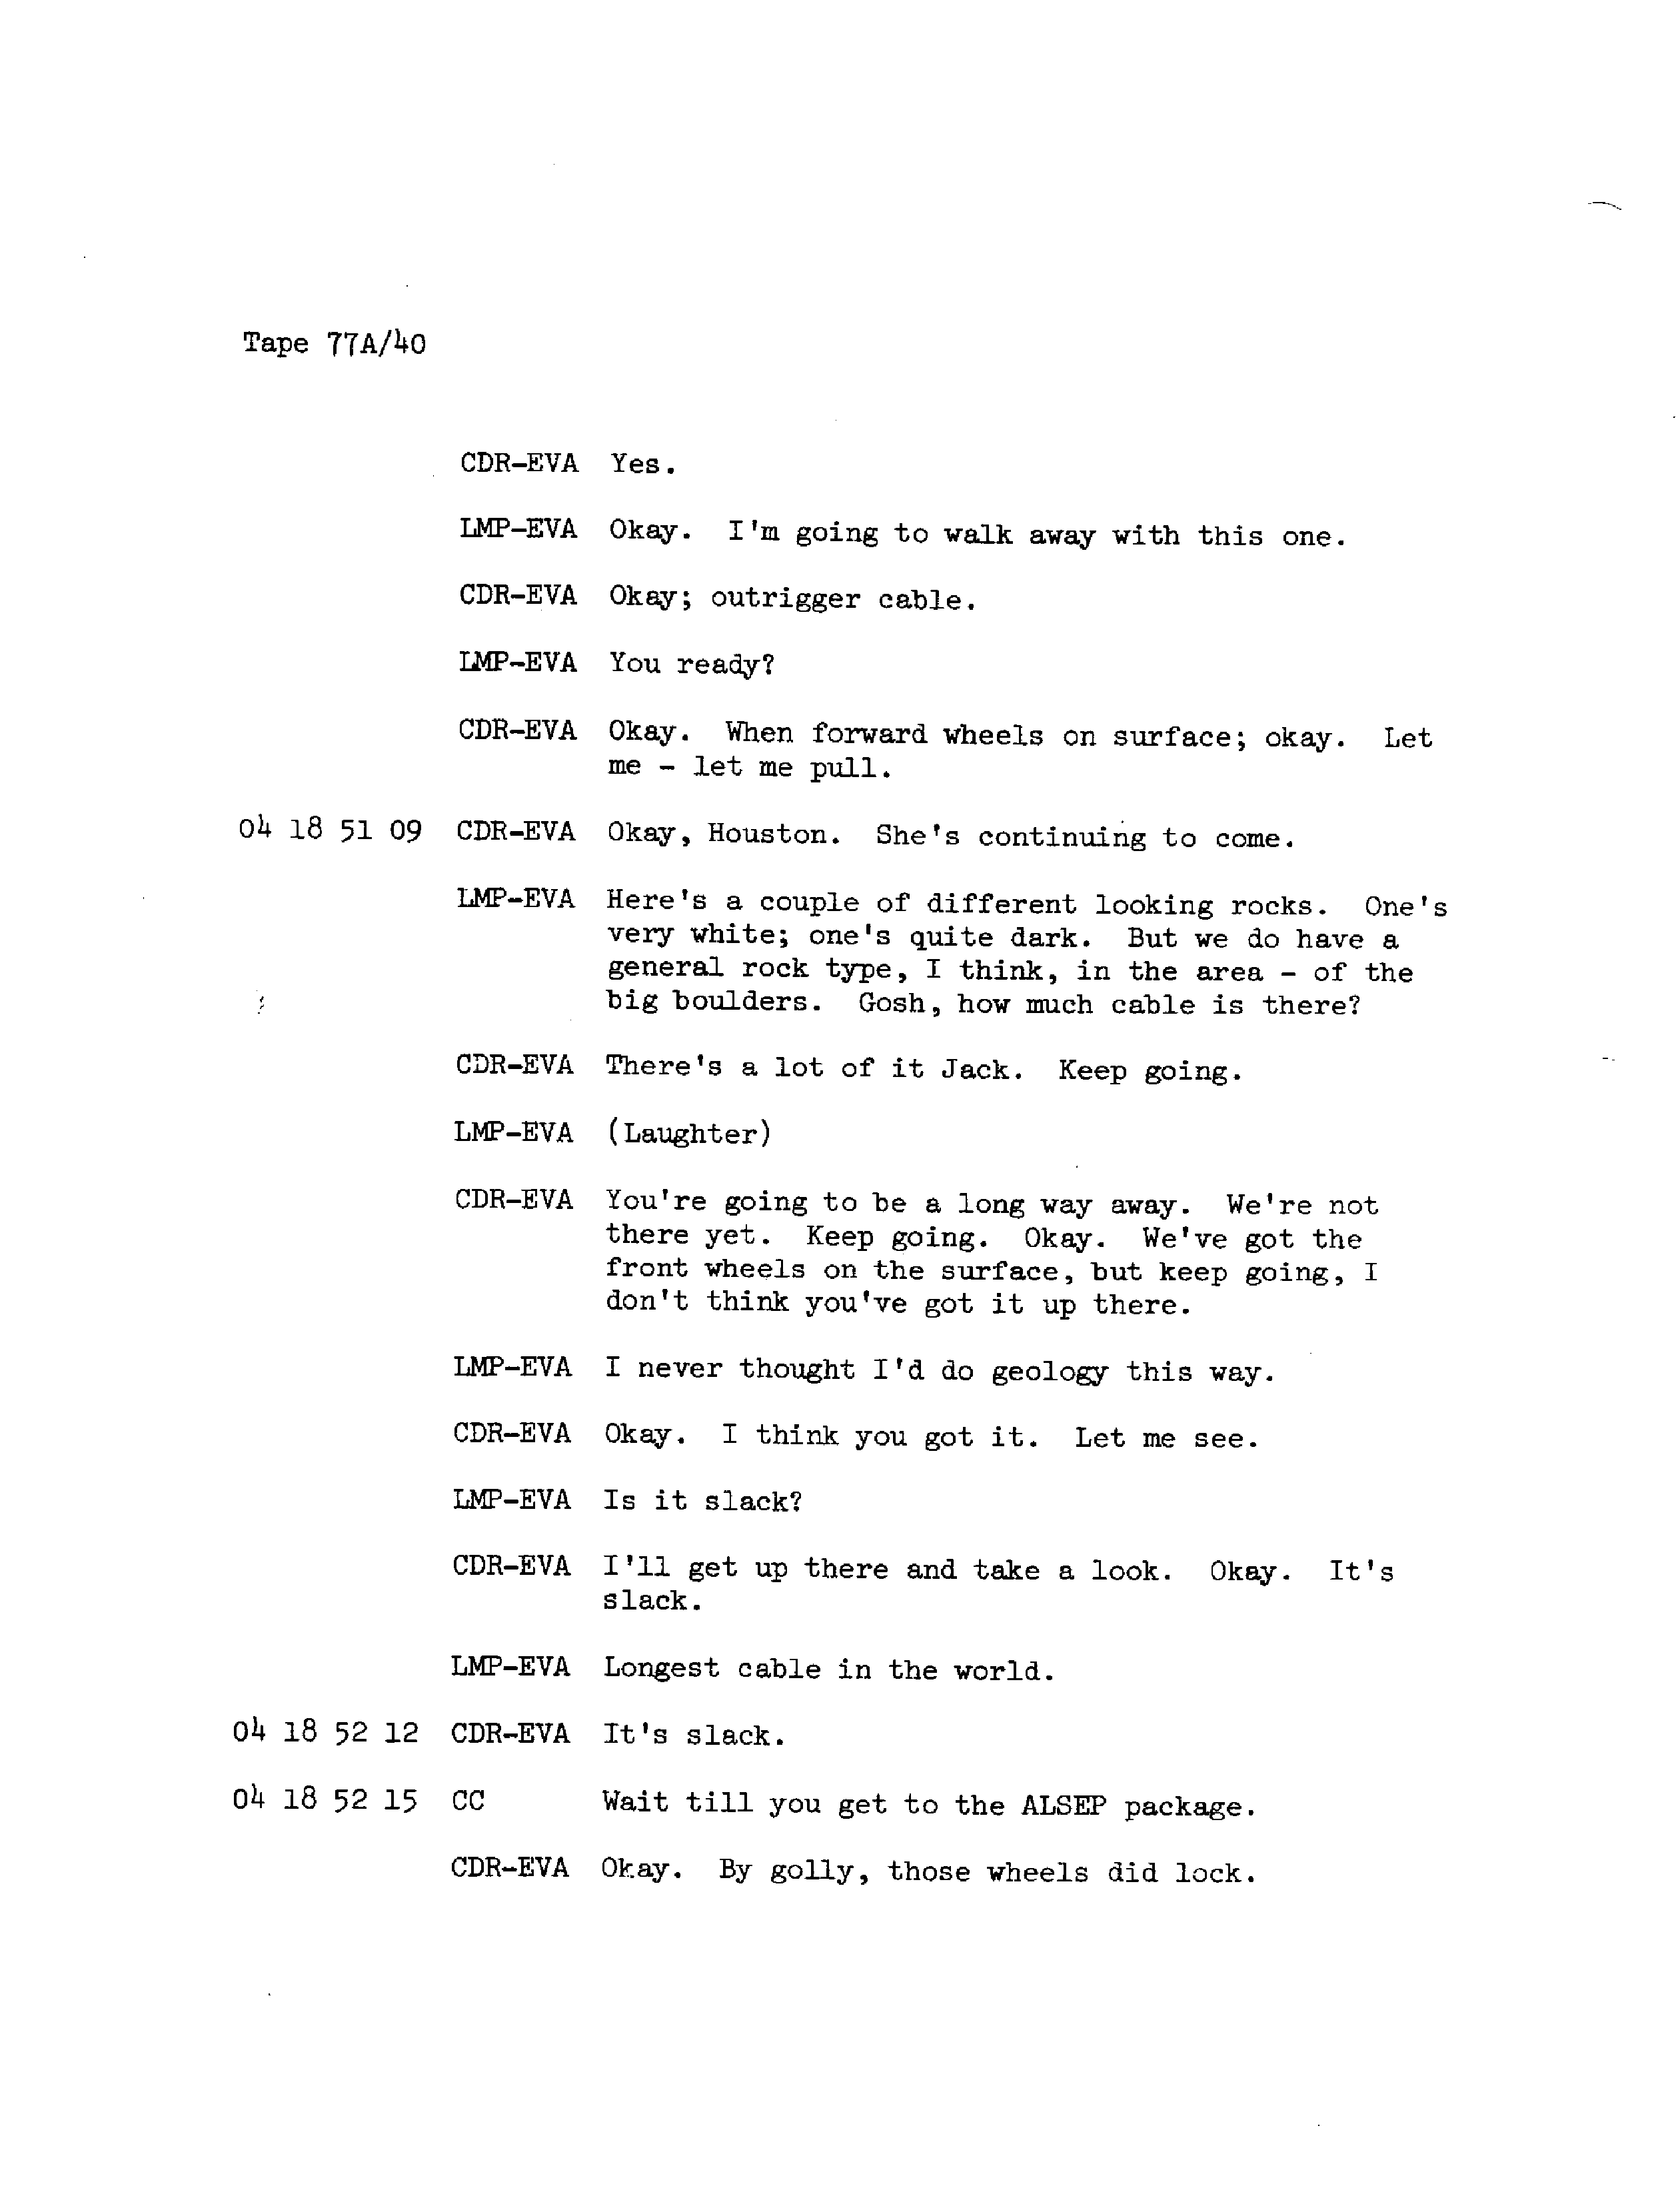 Tape 77A/40
CDR-EVA Yes.
LMP-EVA Okay. I'm going to walk away with this one.
CDR-EVA Okay; outrigger cable.
LMP-EVA You ready?
CDR-EVA Okay. When forward wheels on surface; okay. Let
me - let me pull.
04 18 51 09 CDR-EVA Okay, Houston. She's continuing to come.
LMP-EVA Here's a couple of different looking rocks. One's
very white; one's quite dark. But we do have a
general rock type, I think, in the area - of the
big boulders. Gosh, how much cable is there?
CDR-EVA There's a lot of it Jack. Keep going.
LMP-EVA (Laughter)
CDR-EVA You're going to be a long way away. We're not
there yet. Keep going. Okay. We've got the
front wheels on the surface, but keep going, I
don't think you've got it up there.
LMP-EVA I never thought I'd do geology this way.
CDR-EVA Okay. I think you got it. Let me see.
LMP-EVA Is it slack?
CDR-EVA I'll get up there and take a look. Okay. It's
slack.
LMP-EVA Longest cable in the world.
04 18 52 12 CDR-EVA It's slack.
04 18 52 15 CC Wait till you get to the ALSEP package.
CDR-EVA Okay. By golly, those wheels did lock.